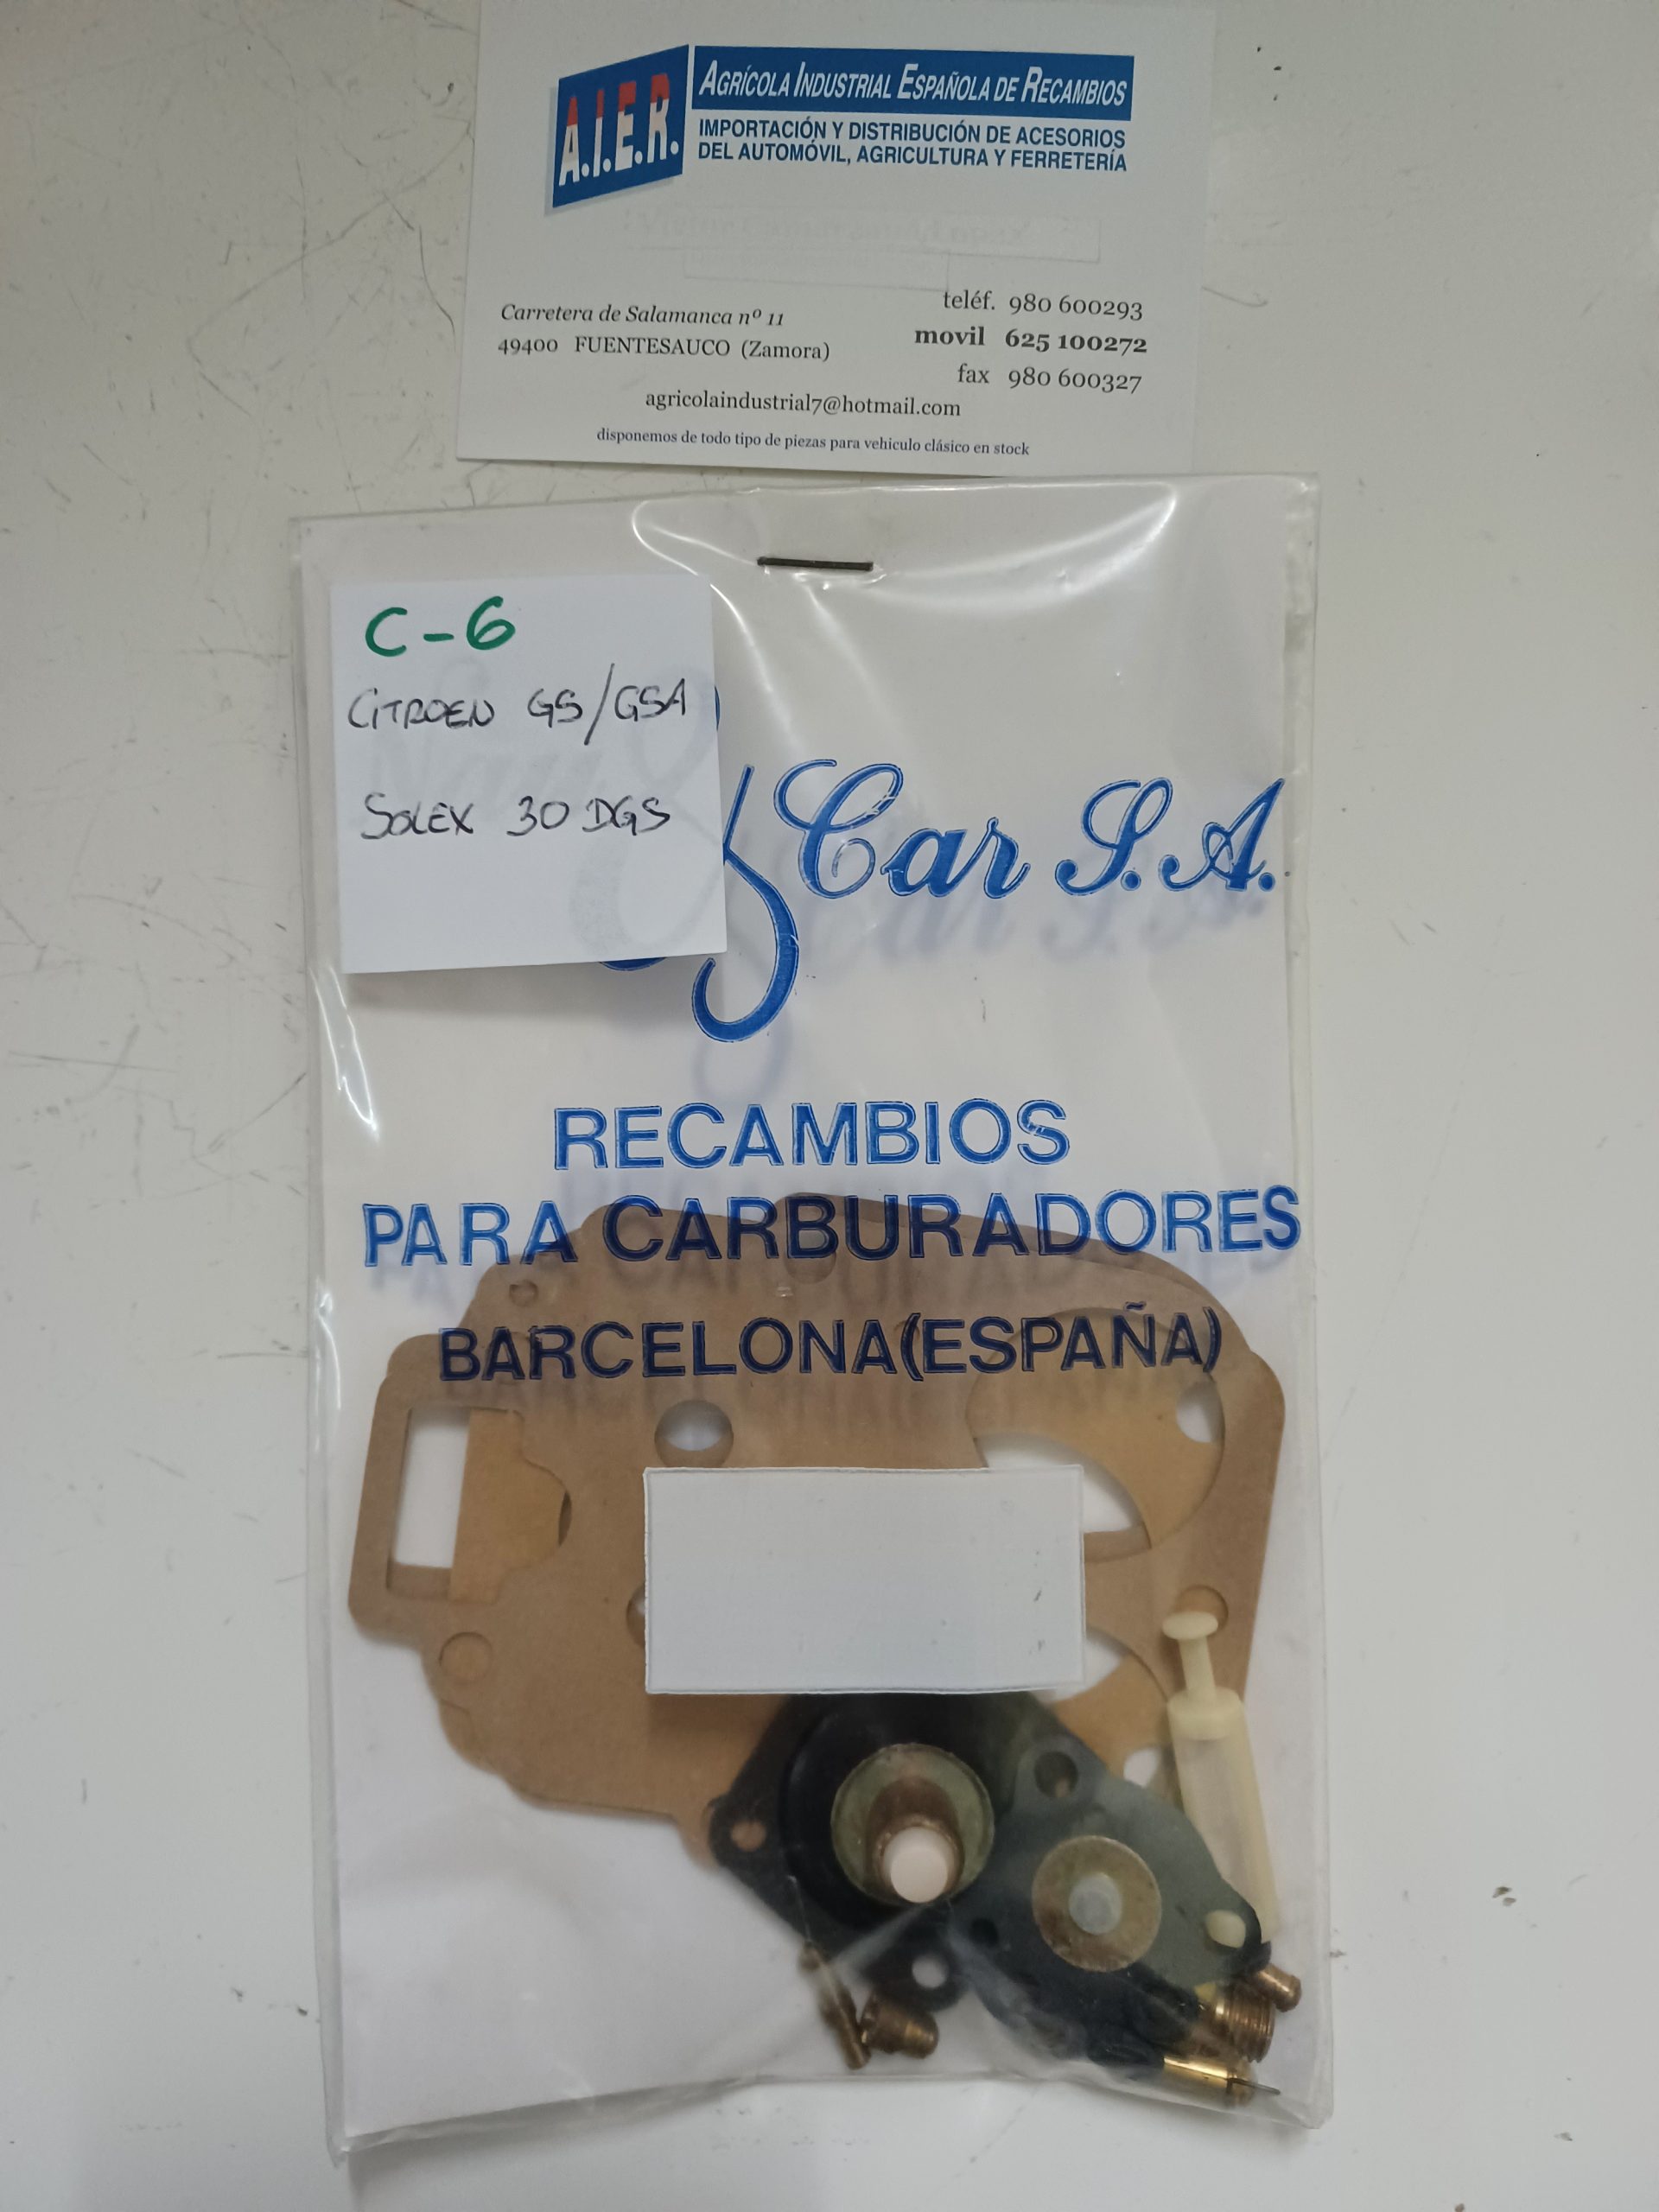 A.I.E.R.
AGRÍCOLA INDUSTRIAL ESPAÑOLA DE RECAMBIOS
IMPORTACIÓN Y DISTRIBUCIÓN DE ACESORIOS
DEL AUTOMÓVIL, AGRICULTURA Y FERRETERÍA
Carretera de Salamanca nº 11
49400 FUENTESAUCO (Zamora)
teléf. 980 600293
movil 625 100272
fax 980 600327
agricolaindustrial7@hotmail.com
disponemos de todo tipo de piezas para vehiculo clásico en stock
C-6
CITROEN GS/GSA
SOLEX 30 DGS
Car S.A.
RECAMBIOS
PARA CARBURADORES
BARCELONA(ESPAÑA)